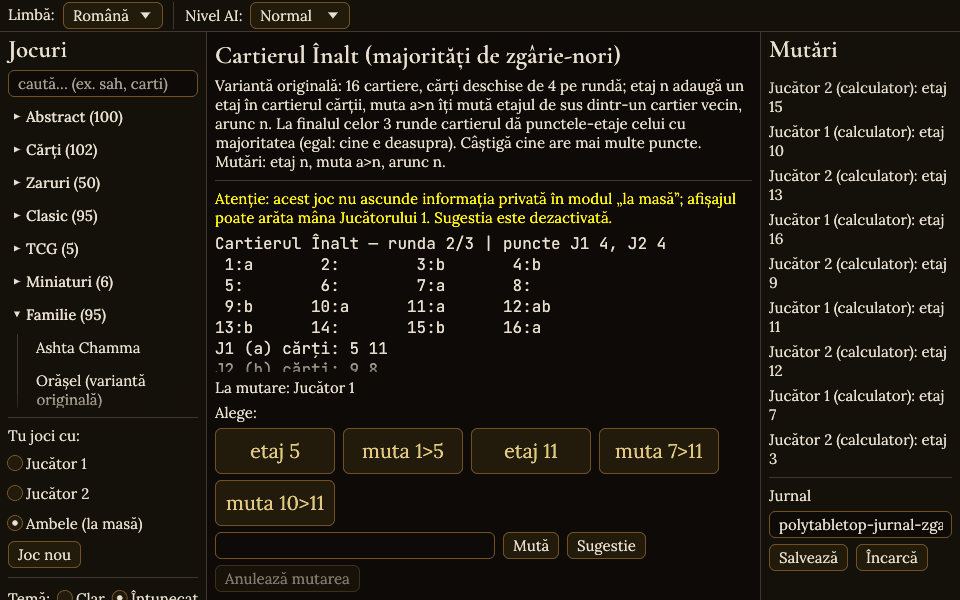 Limbă: Română ▼ Nivel AI: Normal ▼
Jocuri
caută... (ex. sah, carti)
▸ Abstract (100)
▸ Cărți (102)
▸ Zaruri (50)
▸ Clasic (95)
▸ TCG (5)
▸ Miniaturi (6)
▾ Familie (95)
Ashta Chamma
Orășel (variantă
originală)
Tu joci cu:
Jucător 1
Jucător 2
Ambele (la masă)
Joc nou
Temă: Clar Întunecat
Cartierul Înalt (majorități de zgârie-nori)
Variantă originală: 16 cartiere, cărți deschise de 4 pe rundă; etaj n adaugă un
etaj în cartierul cărții, muta a>n îți mută etajul de sus dintr-un cartier vecin,
arunc n. La finalul celor 3 runde cartierul dă punctele-etaje celui cu
majoritatea (egal: cine e deasupra). Câștigă cine are mai multe puncte.
Mutări: etaj n, muta a>n, arunc n.
Atenție: acest joc nu ascunde informația privată în modul „la masă”; afișajul
poate arăta mâna Jucătorului 1. Sugestia este dezactivată.
Cartierul Înalt — runda 2/3 | puncte J1 4, J2 4
1:a 2: 3:b 4:b
5: 6: 7:a 8:
9:b 10:a 11:a 12:ab
13:b 14: 15:b 16:a
J1 (a) cărți: 5 11
J2 (b) cărți: 9 8
La mutare: Jucător 1
Alege:
etaj 5 muta 1>5 etaj 11 muta 7>11
muta 10>11
Mută Sugestie
Anulează mutarea
Mutări
Jucător 2 (calculator): etaj
15
Jucător 1 (calculator): etaj
10
Jucător 2 (calculator): etaj
13
Jucător 1 (calculator): etaj
16
Jucător 2 (calculator): etaj
9
Jucător 1 (calculator): etaj
11
Jucător 2 (calculator): etaj
12
Jucător 1 (calculator): etaj
7
Jucător 2 (calculator): etaj
3
Jurnal
polytabletop-jurnal-zga
Salvează Încarcă